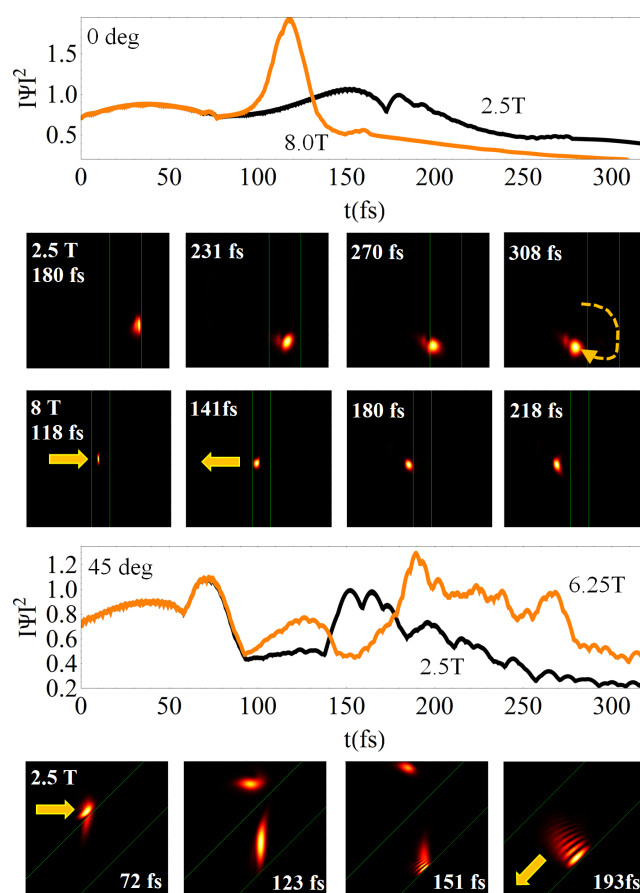 0 deg
1.5
1.0
0.5
|Ψ|²
2.5T
8.0T
0 50 100 150 200 250 300
t(fs)
2.5 T
180 fs
231 fs
270 fs
308 fs
8 T
118 fs
141fs
180 fs
218 fs
45 deg
1.2
1.0
0.8
0.6
0.4
0.2
|Ψ|²
6.25T
2.5T
0 50 100 150 200 250 300
t(fs)
2.5 T
72 fs
123 fs
151 fs
193fs